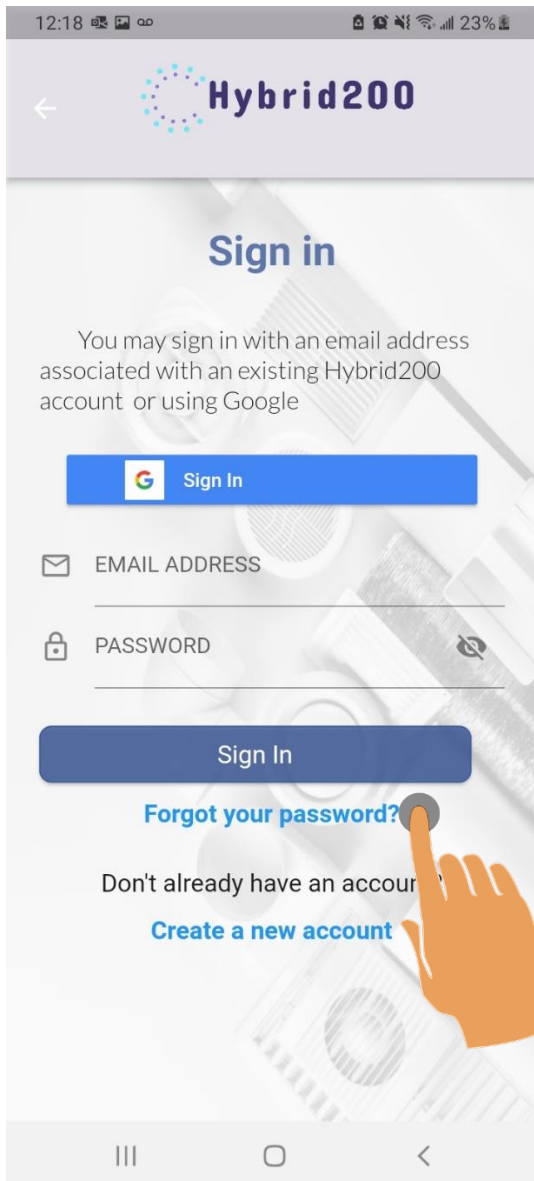 12:18 23%
Hybrid200
Sign in
You may sign in with an email address
associated with an existing Hybrid200
account or using Google
G Sign In
EMAIL ADDRESS
PASSWORD
Sign In
Forgot your password?
Don't already have an accoun
Create a new account